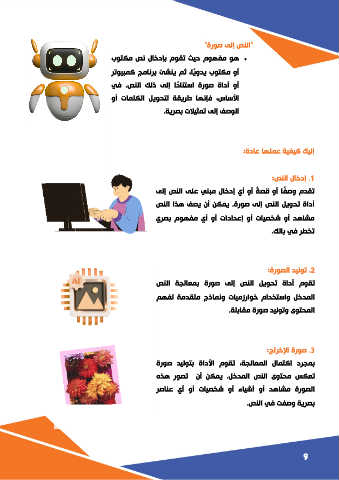 "النص إلى صورة"
• هو مفهوم حيث تقوم بإدخال نص مكتوب
أو مكتوب يدويًا، ثم ينشئ برنامج كمبيوتر
أو أداة صورة استنادًا إلى ذلك النص. في
الأساس، فإنها طريقة لتحويل الكلمات أو
الوصف إلى تمثيلات بصرية.
إليك كيفية عملها عادة:
1. إدخال النص:
تقدم وصفًا أو قصة أو أي إدخال مبني على النص إلى
أداة تحويل النص إلى صورة. يمكن أن يصف هذا النص
مشاهد أو شخصيات أو إعدادات أو أي مفهوم بصري
تخطر في بالك.
2. توليد الصورة:
تقوم أداة تحويل النص إلى صورة بمعالجة النص
المدخل واستخدام خوارزميات ونماذج متقدمة لفهم
المحتوى وتوليد صورة مقابلة.
AI
3. صورة الإخراج:
بمجرد اكتمال المعالجة، تقوم الأداة بتوليد صورة
تعكس محتوى النص المدخل. يمكن أن تصور هذه
الصورة مشاهد أو أشياء أو شخصيات أو أي عناصر
بصرية وصفت في النص.
9